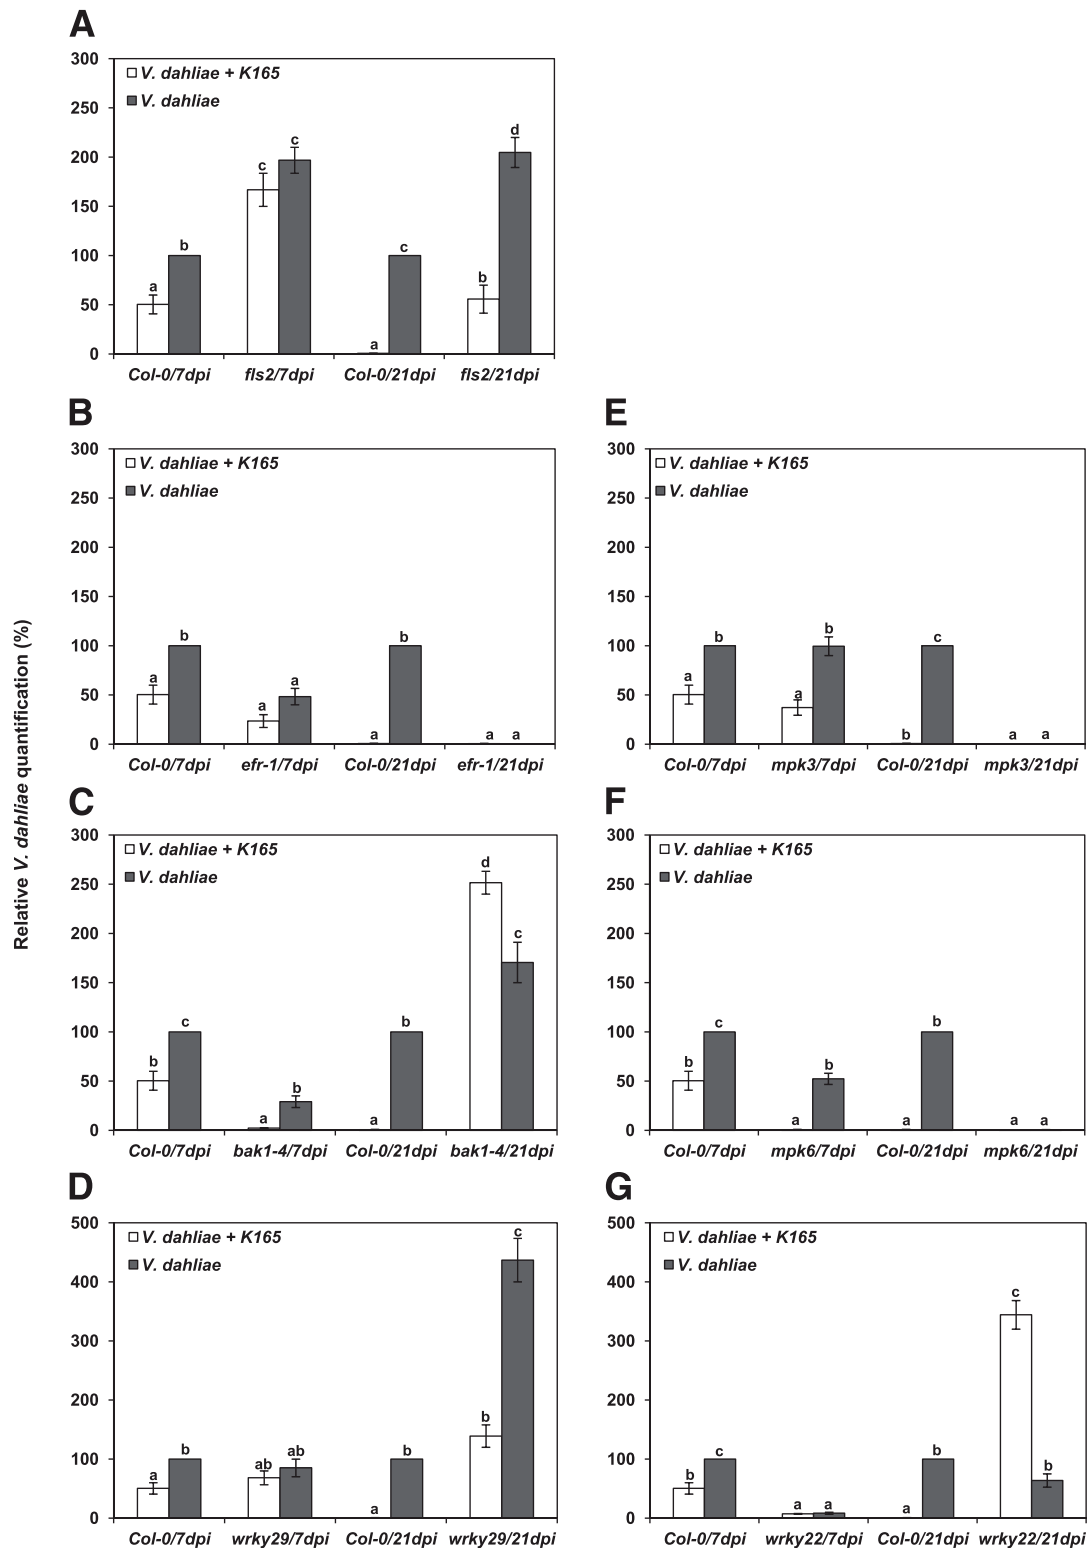 A
300
250
200
150
100
50
0
V. dahliae + K165
V. dahliae
a
b
c
c
a
c
b
d
Col-0/7dpi fls2/7dpi Col-0/21dpi fls2/21dpi
B
300
250
200
150
100
50
0
V. dahliae + K165
V. dahliae
a
b
a
a
a
b
a
a
Col-0/7dpi efr-1/7dpi Col-0/21dpi efr-1/21dpi
E
300
250
200
150
100
50
0
V. dahliae + K165
V. dahliae
a
b
a
b
b
c
a
a
Col-0/7dpi mpk3/7dpi Col-0/21dpi mpk3/21dpi
Relative V. dahliae quantification (%)
C
300
250
200
150
100
50
0
V. dahliae + K165
V. dahliae
b
c
a
b
a
b
d
c
Col-0/7dpi bak1-4/7dpi Col-0/21dpi bak1-4/21dpi
F
300
250
200
150
100
50
0
V. dahliae + K165
V. dahliae
b
c
a
b
a
b
a
a
Col-0/7dpi mpk6/7dpi Col-0/21dpi mpk6/21dpi
D
500
400
300
200
100
0
V. dahliae + K165
V. dahliae
a
b
ab
ab
a
b
b
c
Col-0/7dpi wrky29/7dpi Col-0/21dpi wrky29/21dpi
G
500
400
300
200
100
0
V. dahliae + K165
V. dahliae
b
c
a
a
a
b
c
b
Col-0/7dpi wrky22/7dpi Col-0/21dpi wrky22/21dpi